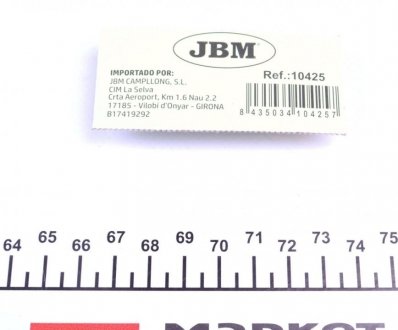 JBM
IMPORTADO POR:
JBM CAMPLLONG, S.L.
CIM La Selva
Crta Aeroport, Km 1.6 Nau 2.2
17185 - Vilobí d'Onyar - GIRONA
B17419292
Ref.:10425
8 435034 104257
64 65 66 67 68 69 70 71 72 73 74 75